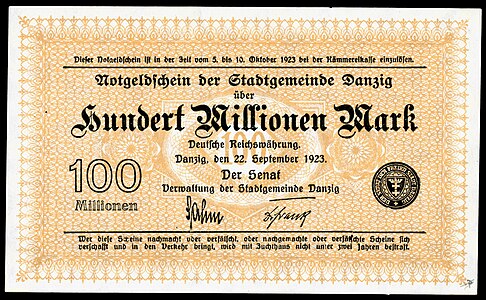 Dieser Notgeldschein ist in der Zeit vom 5. bis 10. Oktober 1923 bei der Kämmereikasse einzulösen.
Notgeldschein der Stadtgemeinde Danzig
über
Hundert Millionen Mark
Deutsche Reichswährung.
Danzig, den 22. September 1923.
Der Senat
Verwaltung der Stadtgemeinde Danzig
100
Millionen
Sahm
Dr Frank
Wer diese Scheine nachmacht oder verfälscht, oder nachgemachte oder verfälschte Scheine sich
verschafft und in den Verkehr bringt, wird mit Zuchthaus nicht unter zwei Jahren bestraft.